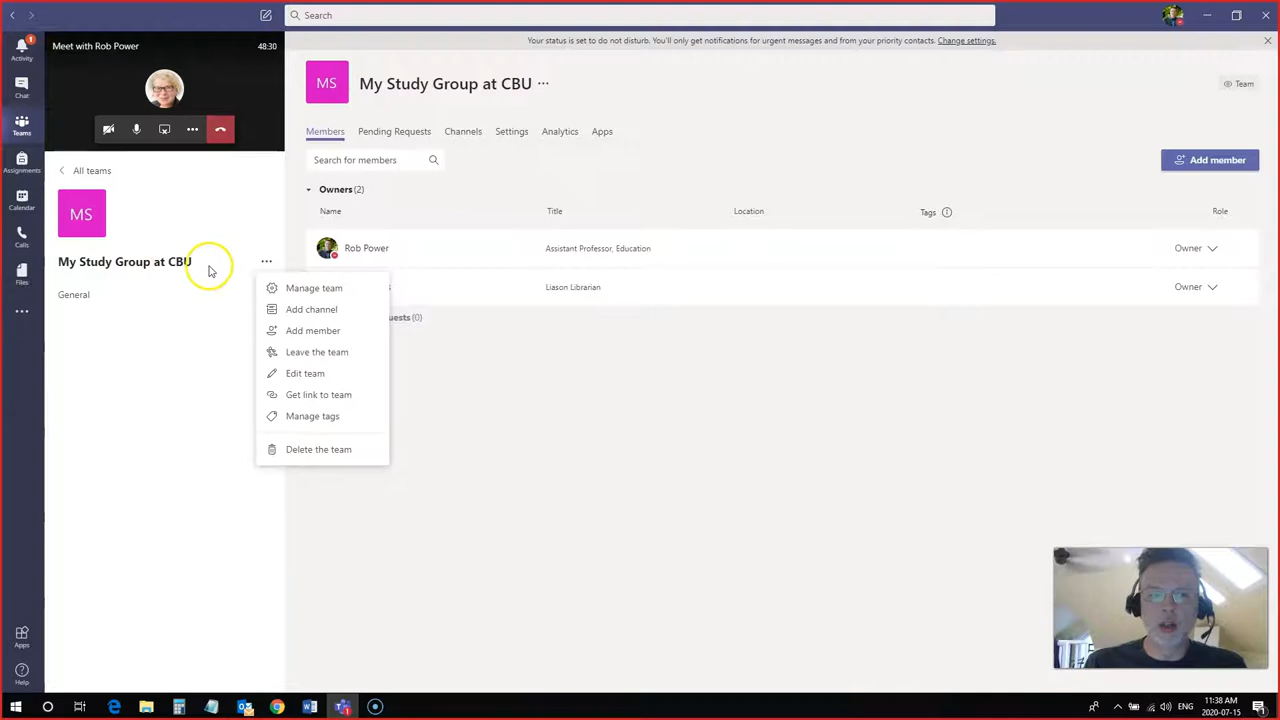 Search
Your status is set to do not disturb. You'll only get notifications for urgent messages and from your priority contacts. Change settings.
1
Activity
Chat
Teams
Assignments
Calendar
Calls
Files
Apps
Help
Meet with Rob Power
48:30
All teams
MS
My Study Group at CBU
General
Manage team
Add channel
Add member
Leave the team
Edit team
Get link to team
Manage tags
Delete the team
MS
My Study Group at CBU
Team
Members
Pending Requests
Channels
Settings
Analytics
Apps
Search for members
Add member
Owners (2)
Name
Title
Location
Tags
Role
Rob Power
Assistant Professor, Education
Owner
Liason Librarian
Owner
(0)
ENG
11:38 AM
2020-07-15